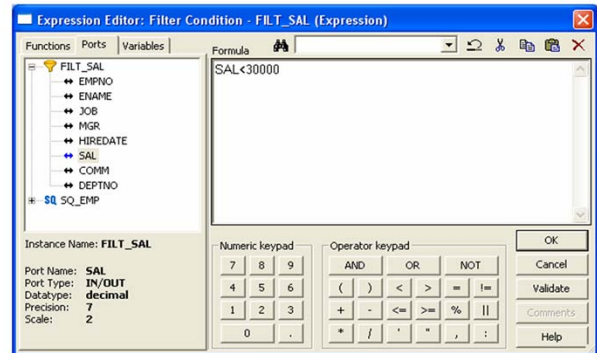 Expression Editor: Filter Condition - FILT_SAL (Expression)
Functions Ports Variables
Formula
FILT_SAL
EMPNO
ENAME
JOB
MGR
HIREDATE
SAL
COMM
DEPTNO
SQ SQ_EMP
SAL<30000
Instance Name: FILT_SAL
Port Name: SAL
Port Type: IN/OUT
Datatype: decimal
Precision: 7
Scale: 2
Numeric keypad
7 8 9
4 5 6
1 2 3
0 .
Operator keypad
AND OR NOT
( ) < > = !=
+ - <= >= % ||
* / ' " , :
OK
Cancel
Validate
Comments
Help